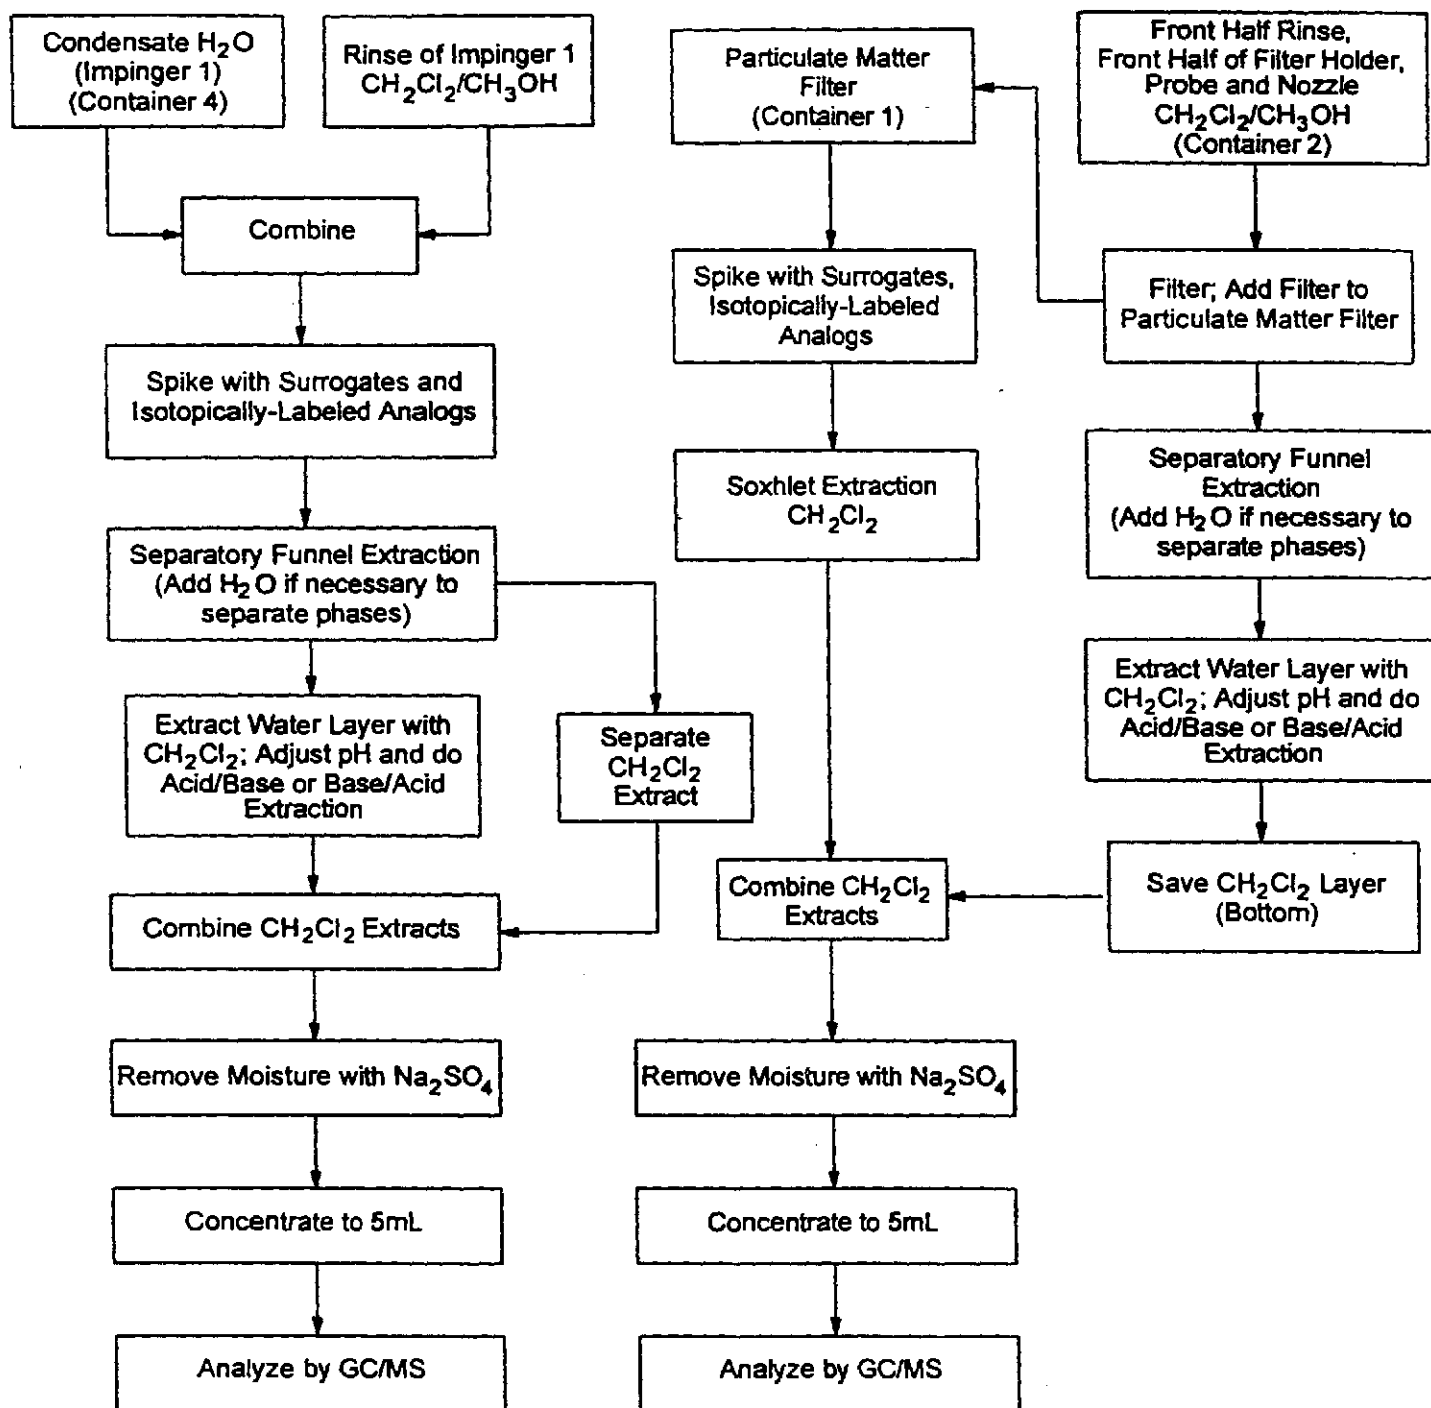 Condensate H₂O
(Impinger 1)
(Container 4)
Rinse of Impinger 1
CH₂Cl₂/CH₃OH
Combine
Spike with Surrogates and
Isotopically-Labeled Analogs
Separatory Funnel Extraction
(Add H₂O if necessary to
separate phases)
Extract Water Layer with
CH₂Cl₂; Adjust pH and do
Acid/Base or Base/Acid
Extraction
Separate
CH₂Cl₂
Extract
Combine CH₂Cl₂ Extracts
Remove Moisture with Na₂SO₄
Concentrate to 5mL
Analyze by GC/MS
Particulate Matter
Filter
(Container 1)
Spike with Surrogates,
Isotopically-Labeled
Analogs
Soxhlet Extraction
CH₂Cl₂
Combine CH₂Cl₂
Extracts
Remove Moisture with Na₂SO₄
Concentrate to 5mL
Analyze by GC/MS
Front Half Rinse,
Front Half of Filter Holder,
Probe and Nozzle
CH₂Cl₂/CH₃OH
(Container 2)
Filter; Add Filter to
Particulate Matter Filter
Separatory Funnel
Extraction
(Add H₂O if necessary to
separate phases)
Extract Water Layer with
CH₂Cl₂; Adjust pH and do
Acid/Base or Base/Acid
Extraction
Save CH₂Cl₂ Layer
(Bottom)